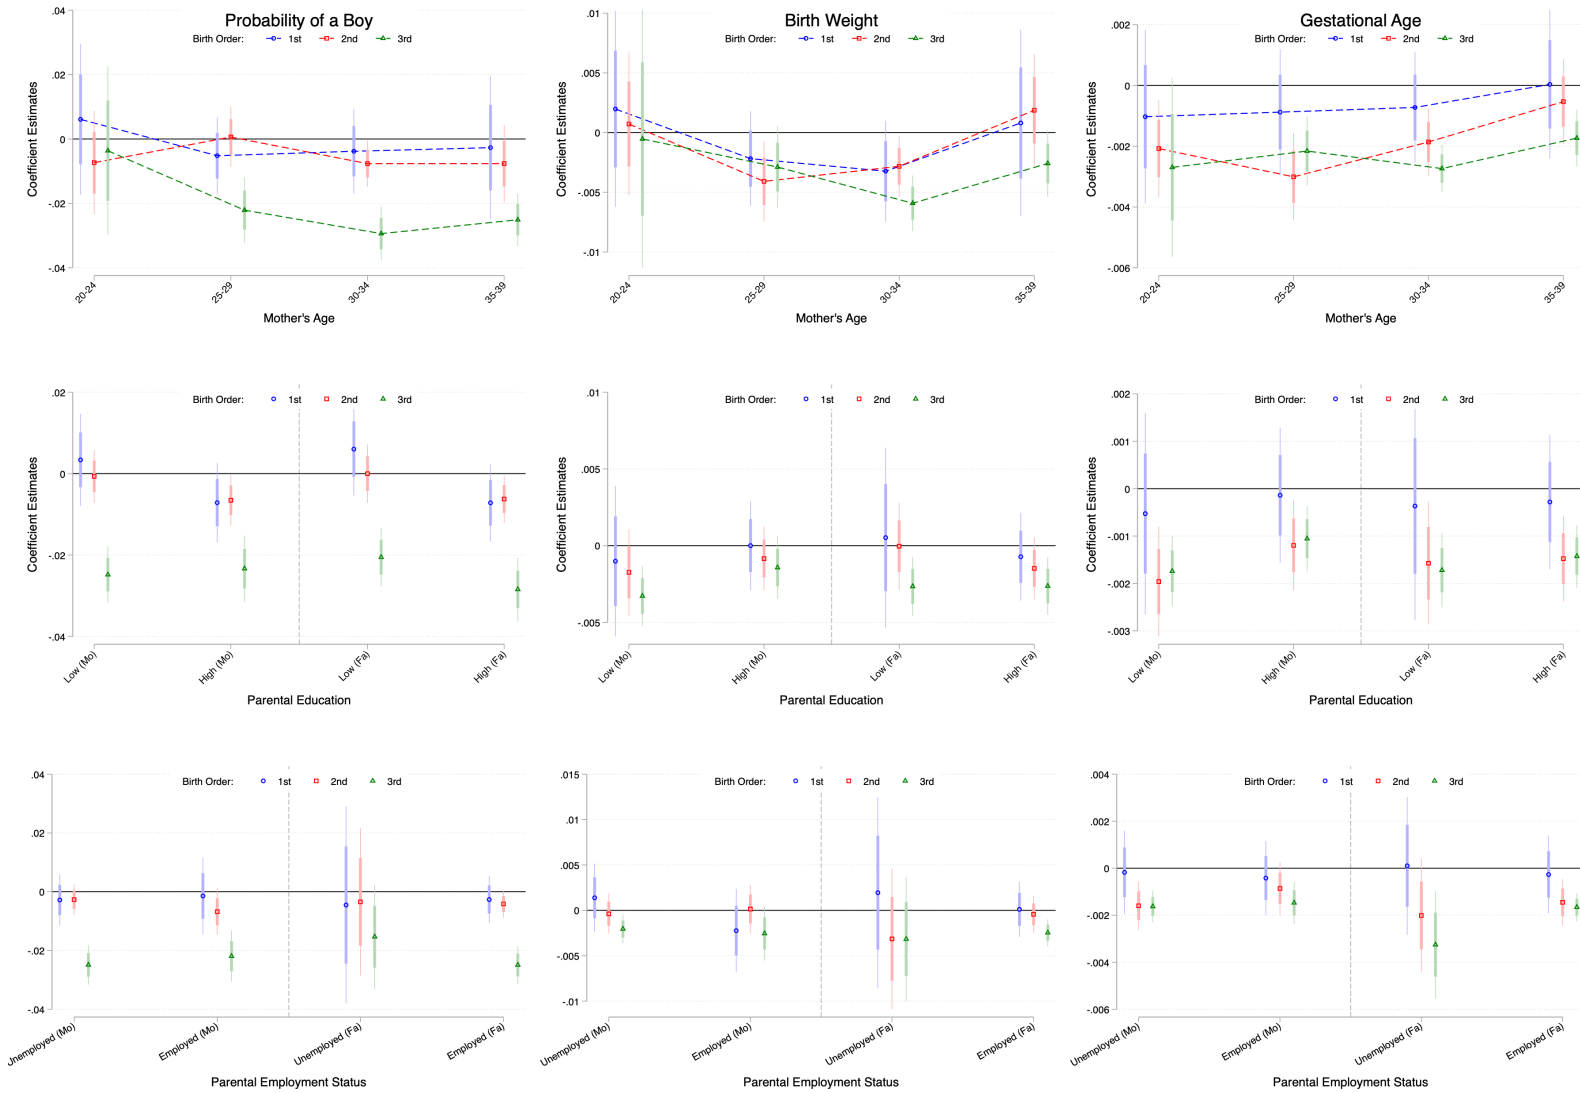 Probability of a Boy
Birth Order: 1st 2nd 3rd
Coefficient Estimates
.04
.02
0
-.02
-.04
20-24 25-29 30-34 35-39
Mother's Age
Birth Weight
Birth Order: 1st 2nd 3rd
Coefficient Estimates
.01
.005
0
-.005
-.01
20-24 25-29 30-34 35-39
Mother's Age
Gestational Age
Birth Order: 1st 2nd 3rd
Coefficient Estimates
.002
0
-.002
-.004
-.006
20-24 25-29 30-34 35-39
Mother's Age
Birth Order: 1st 2nd 3rd
Coefficient Estimates
.02
0
-.02
-.04
Low (Mo) High (Mo) Low (Fa) High (Fa)
Parental Education
Birth Order: 1st 2nd 3rd
Coefficient Estimates
.01
.005
0
-.005
Low (Mo) High (Mo) Low (Fa) High (Fa)
Parental Education
Birth Order: 1st 2nd 3rd
Coefficient Estimates
.002
.001
0
-.001
-.002
-.003
Low (Mo) High (Mo) Low (Fa) High (Fa)
Parental Education
Birth Order: 1st 2nd 3rd
.04
.02
0
-.02
-.04
Unemployed (Mo) Employed (Mo) Unemployed (Fa) Employed (Fa)
Parental Employment Status
Birth Order: 1st 2nd 3rd
.015
.01
.005
0
-.005
-.01
Unemployed (Mo) Employed (Mo) Unemployed (Fa) Employed (Fa)
Parental Employment Status
Birth Order: 1st 2nd 3rd
.004
.002
0
-.002
-.004
-.006
Unemployed (Mo) Employed (Mo) Unemployed (Fa) Employed (Fa)
Parental Employment Status